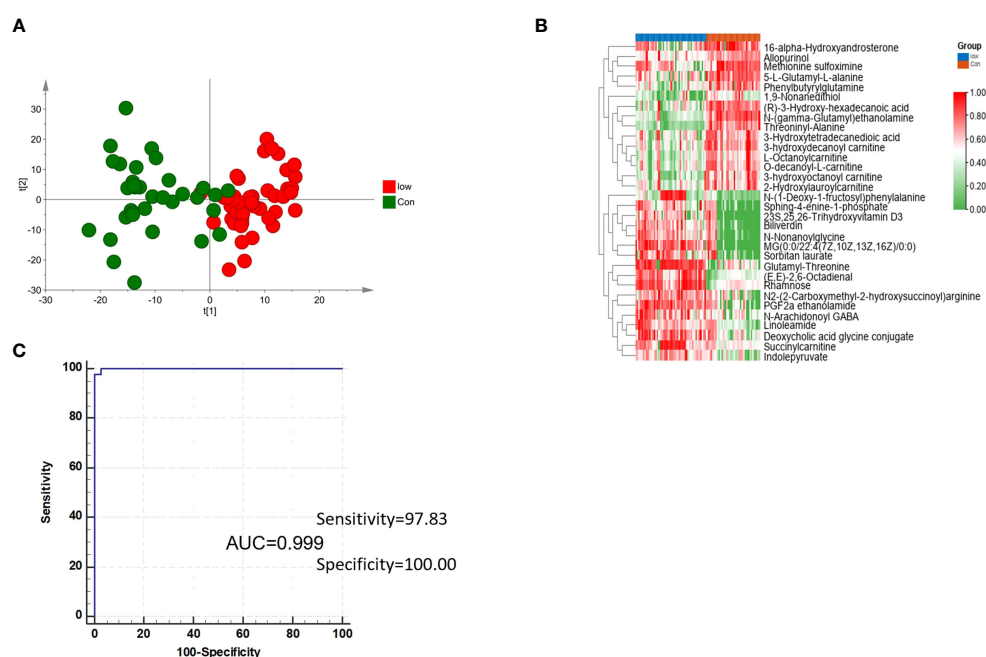 A
30
20
10
0
-10
-20
-30
t[2]
-30
-20
-10
0
10
20
t[1]
low
Con
B
16-alpha-Hydroxyandrosterone
Allopurinol
Methionine sulfoximine
5-L-Glutamyl-L-alanine
Phenylbutyrylglutamine
1,9-Nonanedithiol
(R)-3-Hydroxy-hexadecanoic acid
N-(gamma-Glutamyl)ethanolamine
Threoninyl-Alanine
3-Hydroxytetradecanedioic acid
3-hydroxydecanoyl carnitine
L-Octanoylcarnitine
O-decanoyl-L-carnitine
3-hydroxyoctanoyl carnitine
2-Hydroxylauroylcarnitine
N-(1-Deoxy-1-fructosyl)phenylalanine
Sphing-4-enine-1-phosphate
23S,25,26-Trihydroxyvitamin D3
Biliverdin
N-Nonanoylglycine
MG(0:0/22:4(7Z,10Z,13Z,16Z)/0:0)
Sorbitan laurate
Glutamyl-Threonine
(E,E)-2,6-Octadienal
Rhamnose
N2-(2-Carboxymethyl-2-hydroxysuccinoyl)arginine
PGF2a ethanolamide
N-Arachidonoyl GABA
Linoleamide
Deoxycholic acid glycine conjugate
Succinylcarnitine
Indolepyruvate
Group
low
Con
1.00
0.80
0.60
0.40
0.20
0.00
C
100
80
60
40
20
0
Sensitivity
Sensitivity=97.83
AUC=0.999
Specificity=100.00
0
20
40
60
80
100
100-Specificity